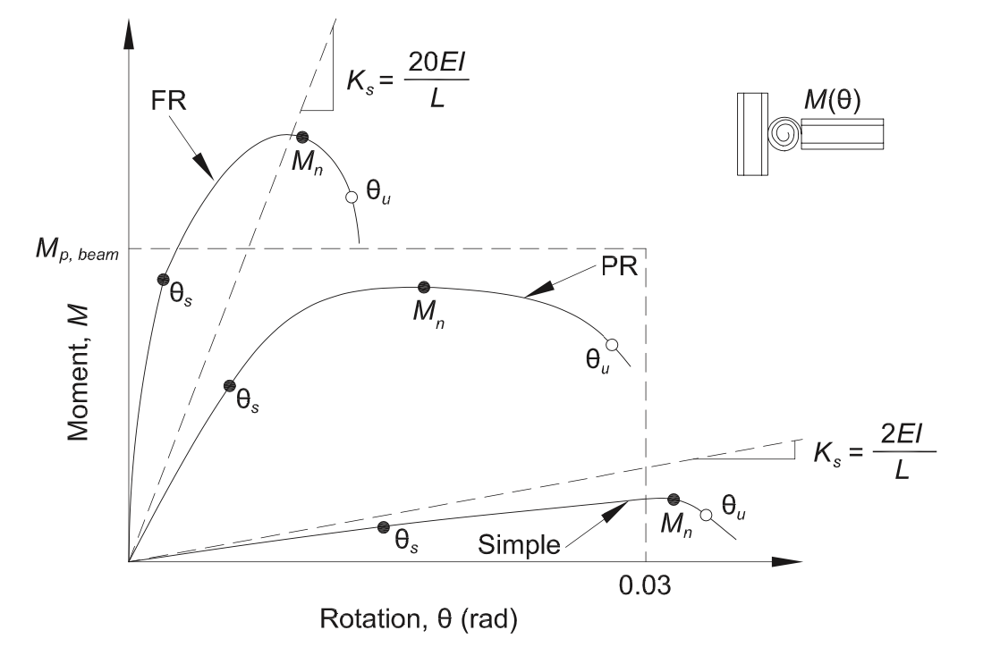 K_s = 20EI / L
FR
M(θ)
M_n
θ_u
M_p, beam
θ_s
PR
M_n
θ_u
θ_s
K_s = 2EI / L
θ_u
M_n
θ_s
Simple
0.03
Moment, M
Rotation, θ (rad)